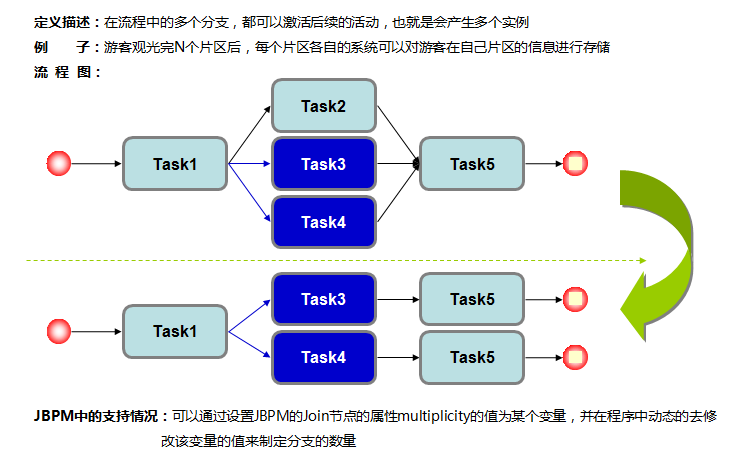 定义描述：在流程中的多个分支，都可以激活后续的活动，也就是会产生多个实例
例 子：游客观光完N个片区后，每个片区各自的系统可以对游客在自己片区的信息进行存储
流 程 图：
Task2
Task1 Task3 Task5
Task4
Task3 Task5
Task1
Task4 Task5
JBPM中的支持情况：可以通过设置JBPM的Join节点的属性multiplicity的值为某个变量，并在程序中动态的去修
改该变量的值来制定分支的数量